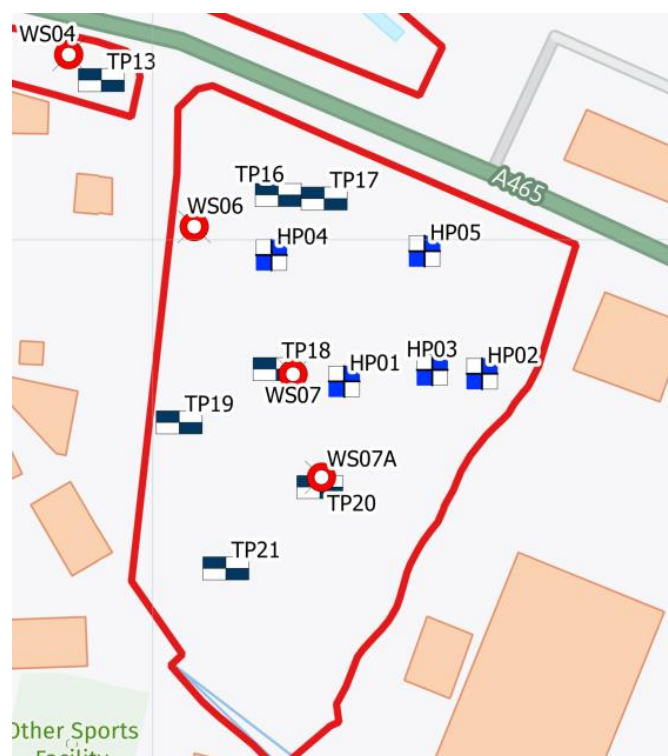 WS04
TP13
A465
TP16
TP17
WS06
HP04
HP05
TP18
WS07
HP01
HP03
HP02
TP19
WS07A
TP20
TP21
Other Sports
Facility